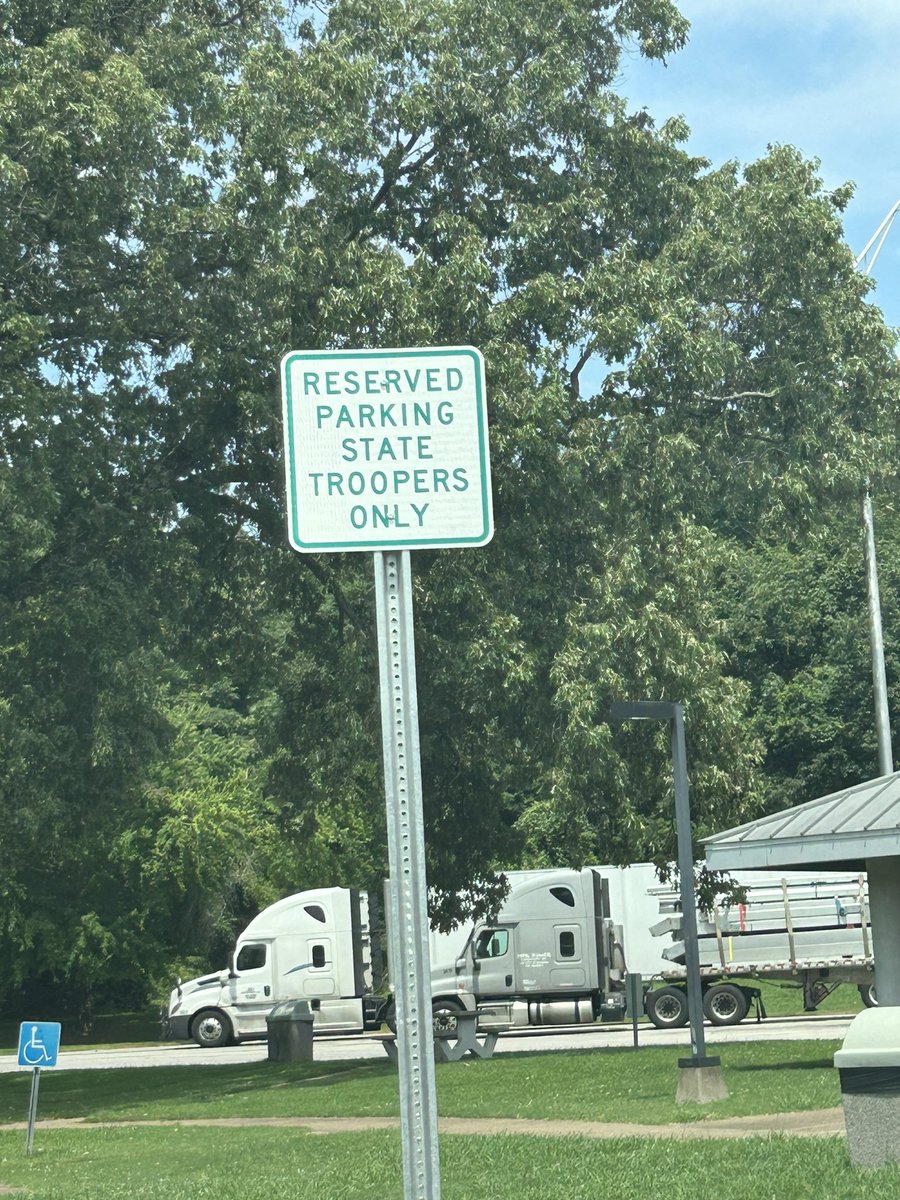 RESERVED
PARKING
STATE
TROOPERS
ONLY